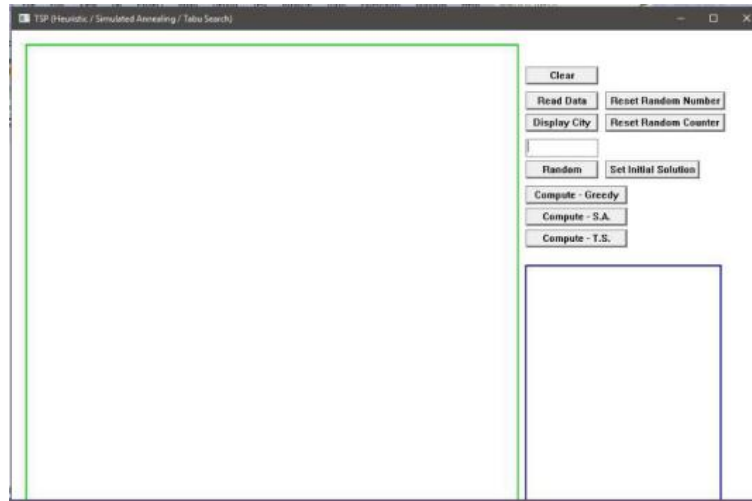 TSP (Heuristic / Simulated Annealing / Tabu Search)
Clear
Read Data Reset Random Number
Display City Reset Random Counter
Random Set Initial Solution
Compute - Greedy
Compute - S.A.
Compute - T.S.